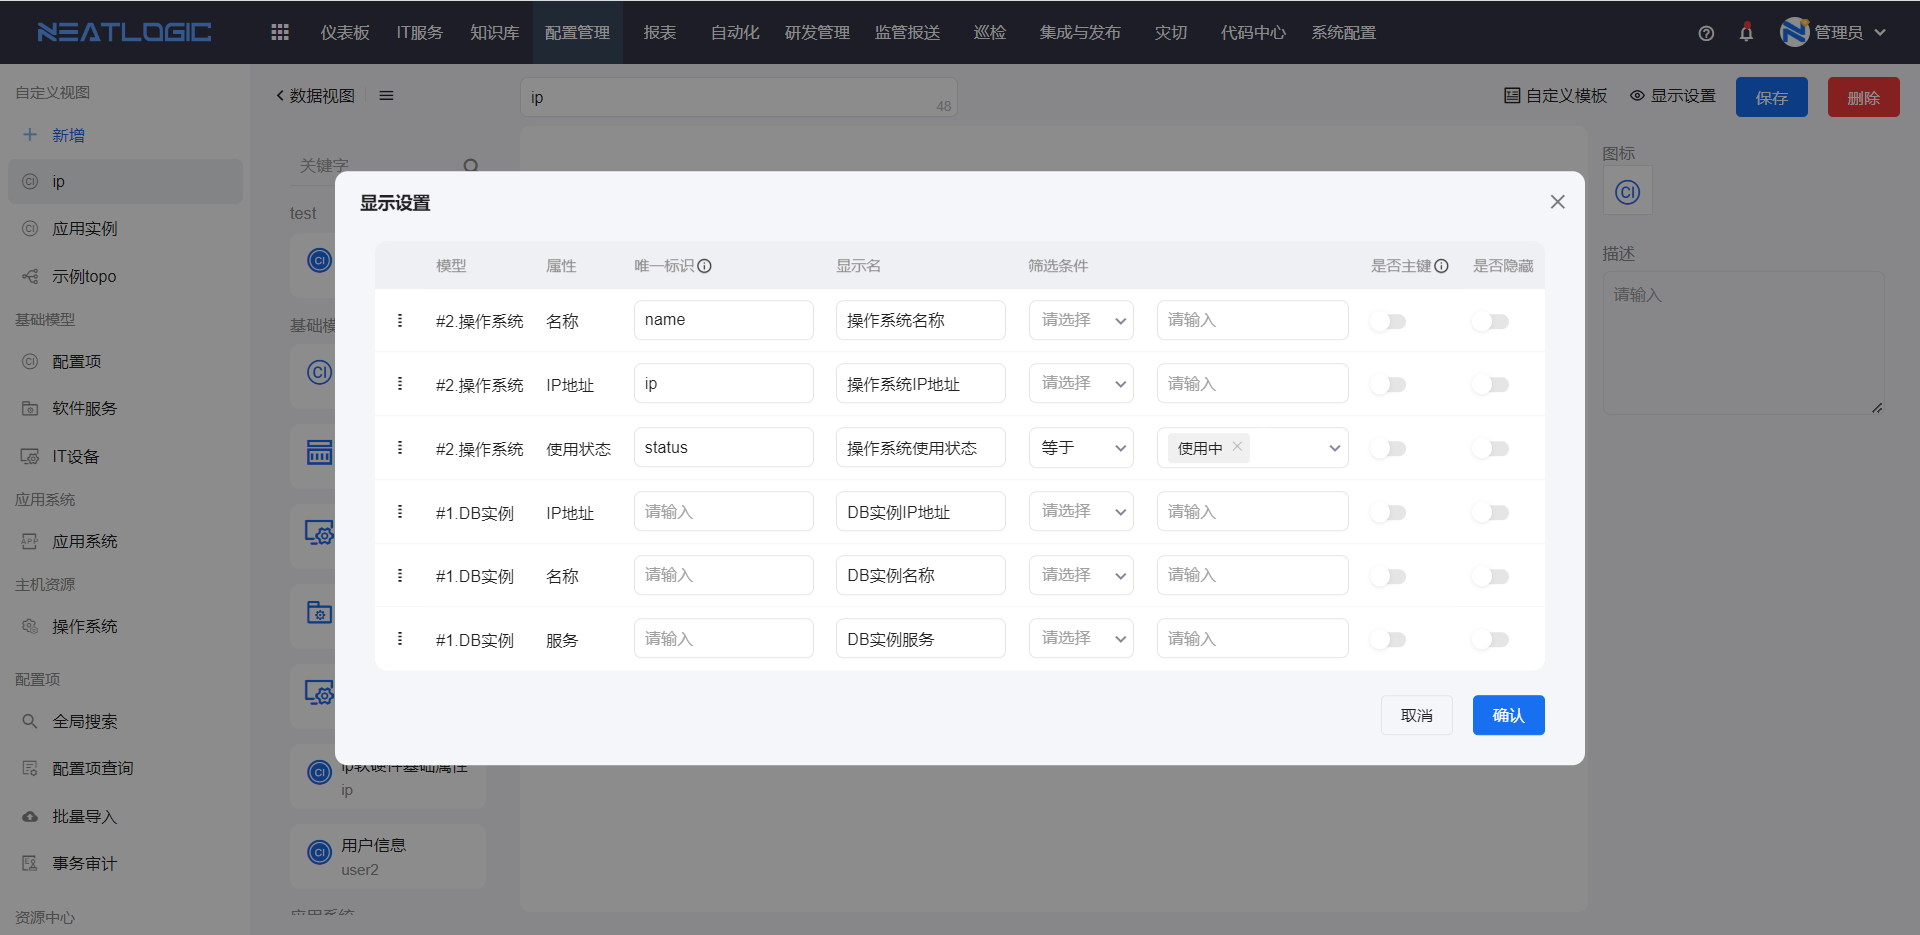 NEATLOGIC 仪表板 IT服务 知识库 配置管理 报表 自动化 研发管理 监管报送 巡检 集成与发布 灾切 代码中心 系统配置 管理员
自定义视图
新增
ip
应用实例
示例topo
基础模型
配置项
软件服务
IT设备
应用系统
应用系统
主机资源
操作系统
配置项
全局搜索
配置项查询
批量导入
事务审计
资源中心
数据视图
ip
48
自定义模板 显示设置 保存 删除
关键字
test
基础模
ip软硬件基础属性
ip
用户信息
user2
应用系统
图标
CI
描述
请输入
显示设置
模型 属性 唯一标识 显示名 筛选条件 是否主键 是否隐藏
#2.操作系统 名称 name 操作系统名称 请选择 请输入
#2.操作系统 IP地址 ip 操作系统IP地址 请选择 请输入
#2.操作系统 使用状态 status 操作系统使用状态 等于 使用中
#1.DB实例 IP地址 请输入 DB实例IP地址 请选择 请输入
#1.DB实例 名称 请输入 DB实例名称 请选择 请输入
#1.DB实例 服务 请输入 DB实例服务 请选择 请输入
取消 确认